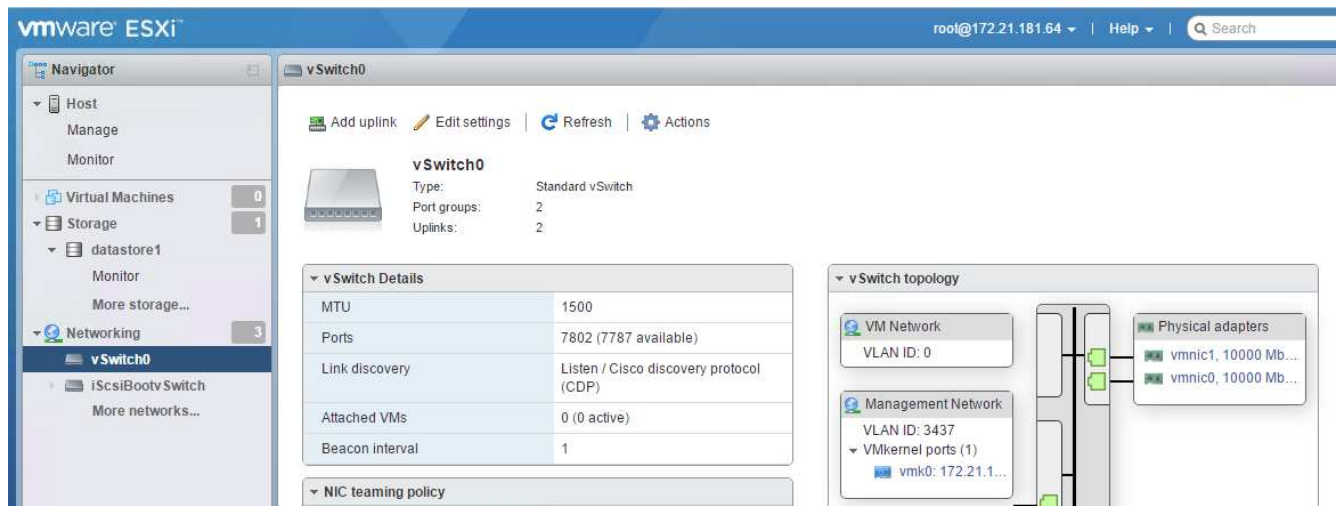 vmware ESXi™
root@172.21.181.64 | Help | Search
Navigator
Host
Manage
Monitor
Virtual Machines 0
Storage 1
datastore1
Monitor
More storage...
Networking 3
vSwitch0
iScsiBootvSwitch
More networks...
vSwitch0
Add uplink Edit settings | Refresh | Actions
vSwitch0
Type: Standard vSwitch
Port groups: 2
Uplinks: 2
vSwitch Details
MTU 1500
Ports 7802 (7787 available)
Link discovery Listen / Cisco discovery protocol
(CDP)
Attached VMs 0 (0 active)
Beacon interval 1
NIC teaming policy
vSwitch topology
VM Network
VLAN ID: 0
Management Network
VLAN ID: 3437
VMkernel ports (1)
vmk0: 172.21.1...
Physical adapters
vmnic1, 10000 Mb...
vmnic0, 10000 Mb...